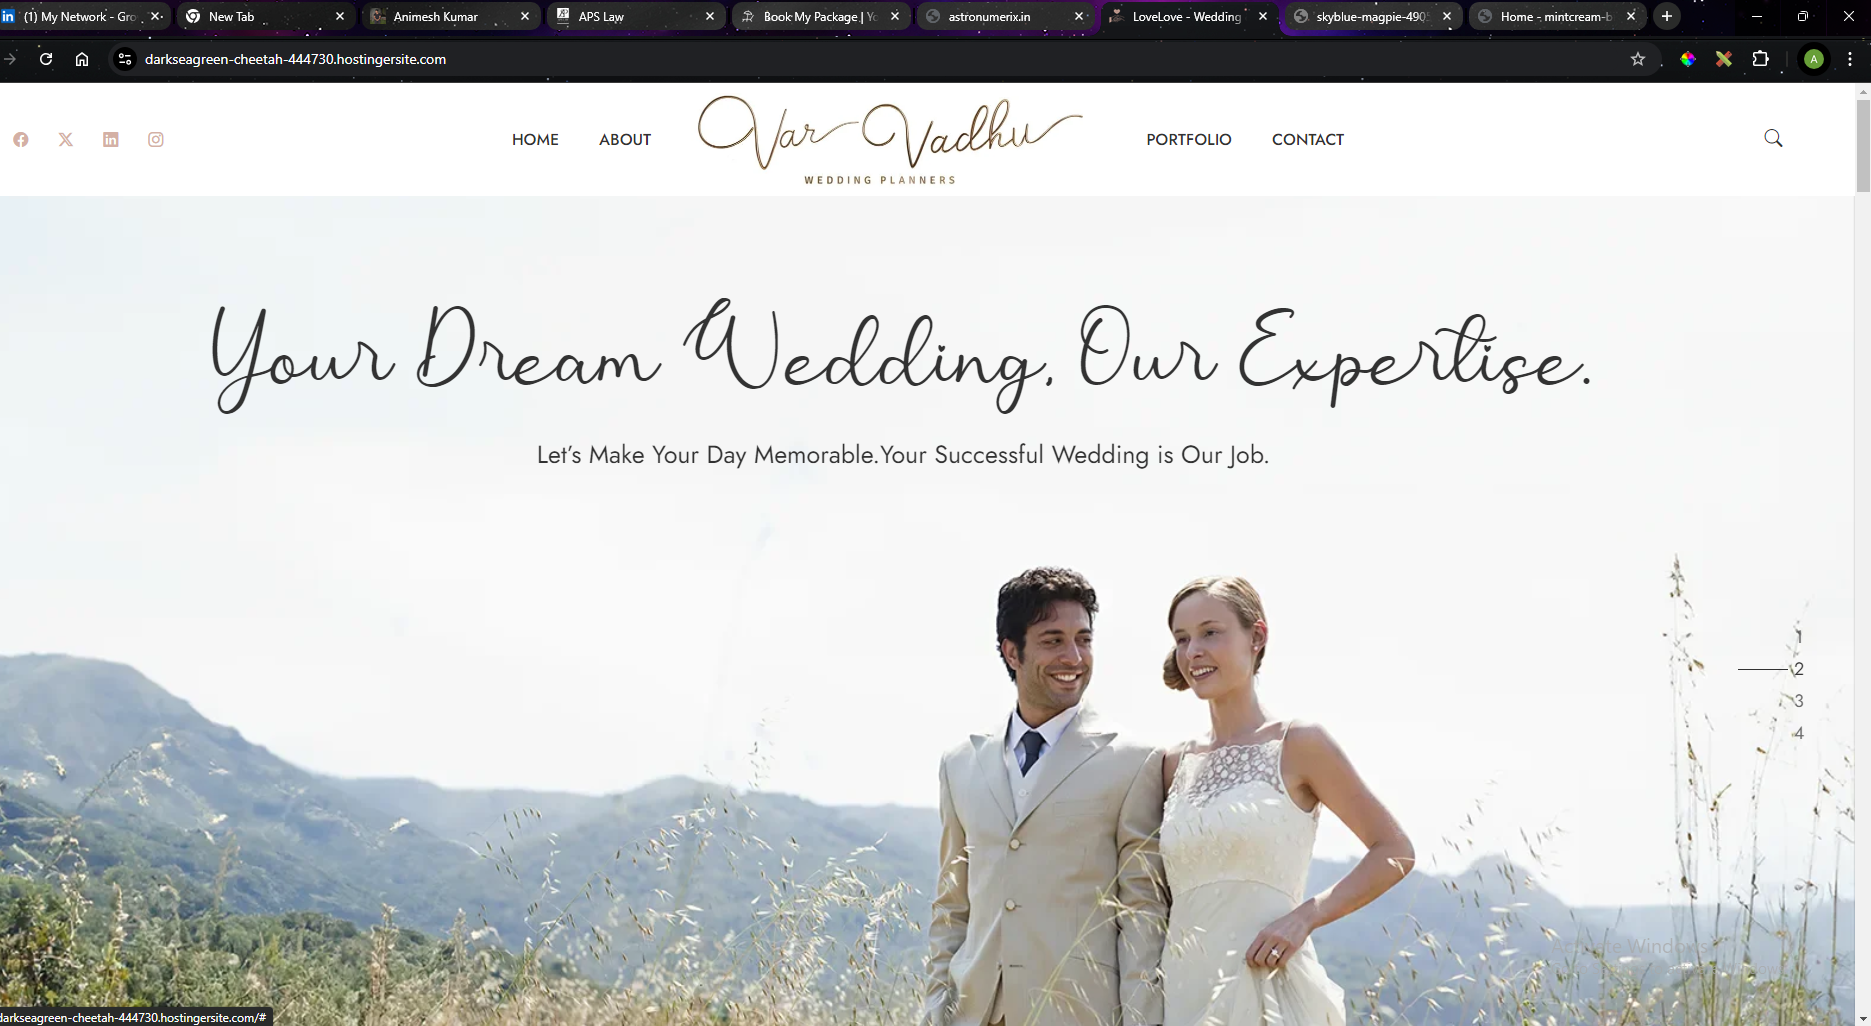 (1) My Network - Gro
New Tab
Animesh Kumar
APS Law
Book My Package | Yo
astronumerix.in
LoveLove - Wedding
skyblue-magpie-490
Home - mintcream-b
darkseagreen-cheetah-444730.hostingersite.com
A
HOME
ABOUT
Var Vadhu
WEDDING PLANNERS
PORTFOLIO
CONTACT
Your Dream Wedding, Our Expertise.
Let's Make Your Day Memorable.Your Successful Wedding is Our Job.
1
2
3
4
Activate Windows
darkseagreen-cheetah-444730.hostingersite.com/#